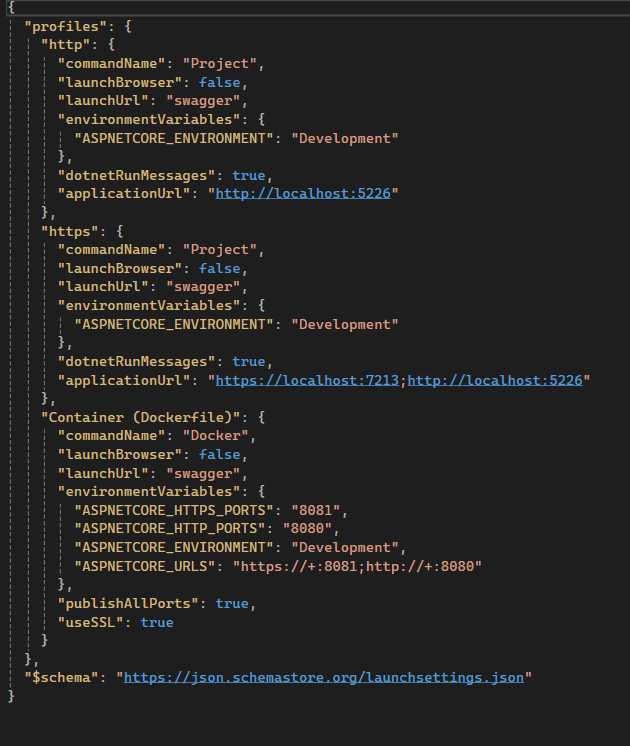 {
  "profiles": {
    "http": {
      "commandName": "Project",
      "launchBrowser": false,
      "launchUrl": "swagger",
      "environmentVariables": {
        "ASPNETCORE_ENVIRONMENT": "Development"
      },
      "dotnetRunMessages": true,
      "applicationUrl": "http://localhost:5226"
    },
    "https": {
      "commandName": "Project",
      "launchBrowser": false,
      "launchUrl": "swagger",
      "environmentVariables": {
        "ASPNETCORE_ENVIRONMENT": "Development"
      },
      "dotnetRunMessages": true,
      "applicationUrl": "https://localhost:7213;http://localhost:5226"
    },
    "Container (Dockerfile)": {
      "commandName": "Docker",
      "launchBrowser": false,
      "launchUrl": "swagger",
      "environmentVariables": {
        "ASPNETCORE_HTTPS_PORTS": "8081",
        "ASPNETCORE_HTTP_PORTS": "8080",
        "ASPNETCORE_ENVIRONMENT": "Development",
        "ASPNETCORE_URLS": "https://+:8081;http://+:8080"
      },
      "publishAllPorts": true,
      "useSSL": true
    }
  },
  "$schema": "https://json.schemastore.org/launchsettings.json"
}